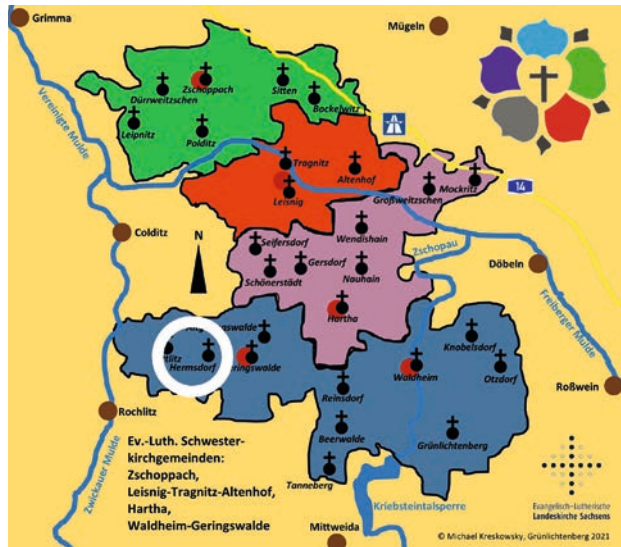 Grimma
Mügeln
Zschoppach
Sitten
Dürrweitzschen
Bockelwitz
Leipnitz
Polditz
Vereinigte Mulde
Tragnitz
Altenhof
Leisnig
Großweitzschen
Mockritz
14
Colditz
N
Wendishain
Zschopau
Seifersdorf
Gersdorf
Schönerstädt
Nauhain
Döbeln
Freiberger Mulde
Hartha
Hermsdorf
Waldheim
Knobelsdorf
Otzdorf
Roßwein
Reinsdorf
Rochlitz
Beerwalde
Grünlichtenberg
Tanneberg
Zwickauer Mulde
Ev.-Luth. Schwester-
kirchgemeinden:
Zschoppach,
Leisnig-Tragnitz-Altenhof,
Hartha,
Waldheim-Geringswalde
Kriebsteintalsperre
Mittweida
Evangelisch-Lutherische
Landeskirche Sachsens
© Michael Kreskowsky, Grünlichtenberg 2021